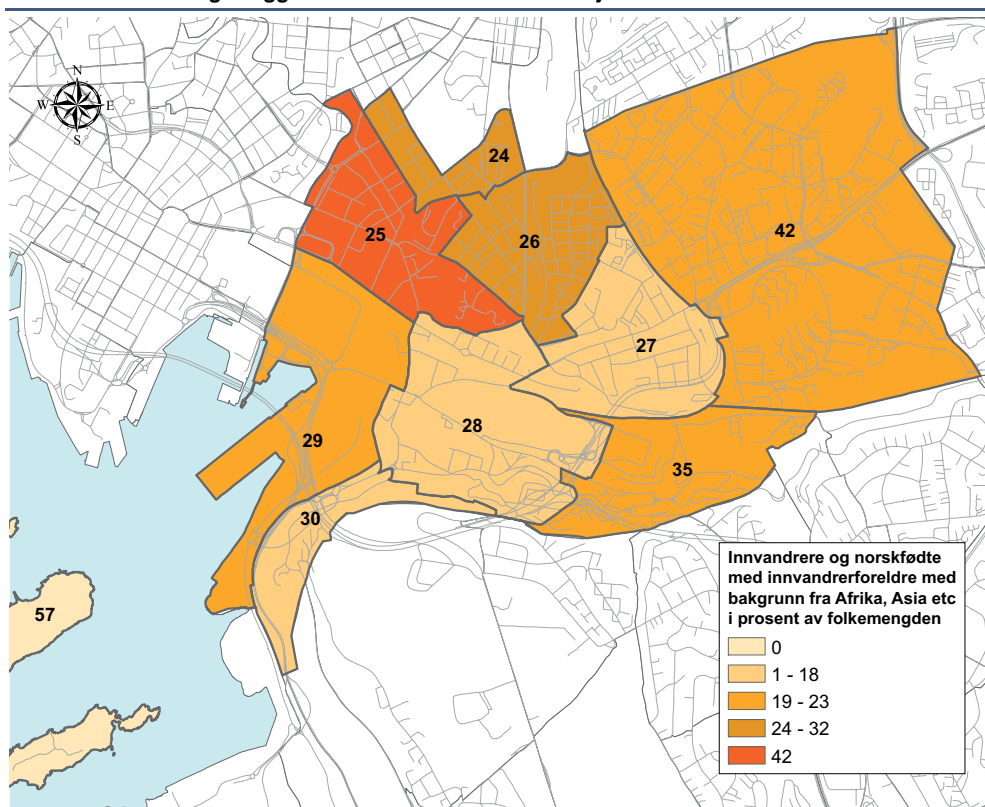 N
W E
S
24
25
26
42
27
28
29
35
30
57
Innvandrere og norskfødte
med innvandrerforeldre med
bakgrunn fra Afrika, Asia etc
i prosent av folkemengden
0
1 - 18
19 - 23
24 - 32
42